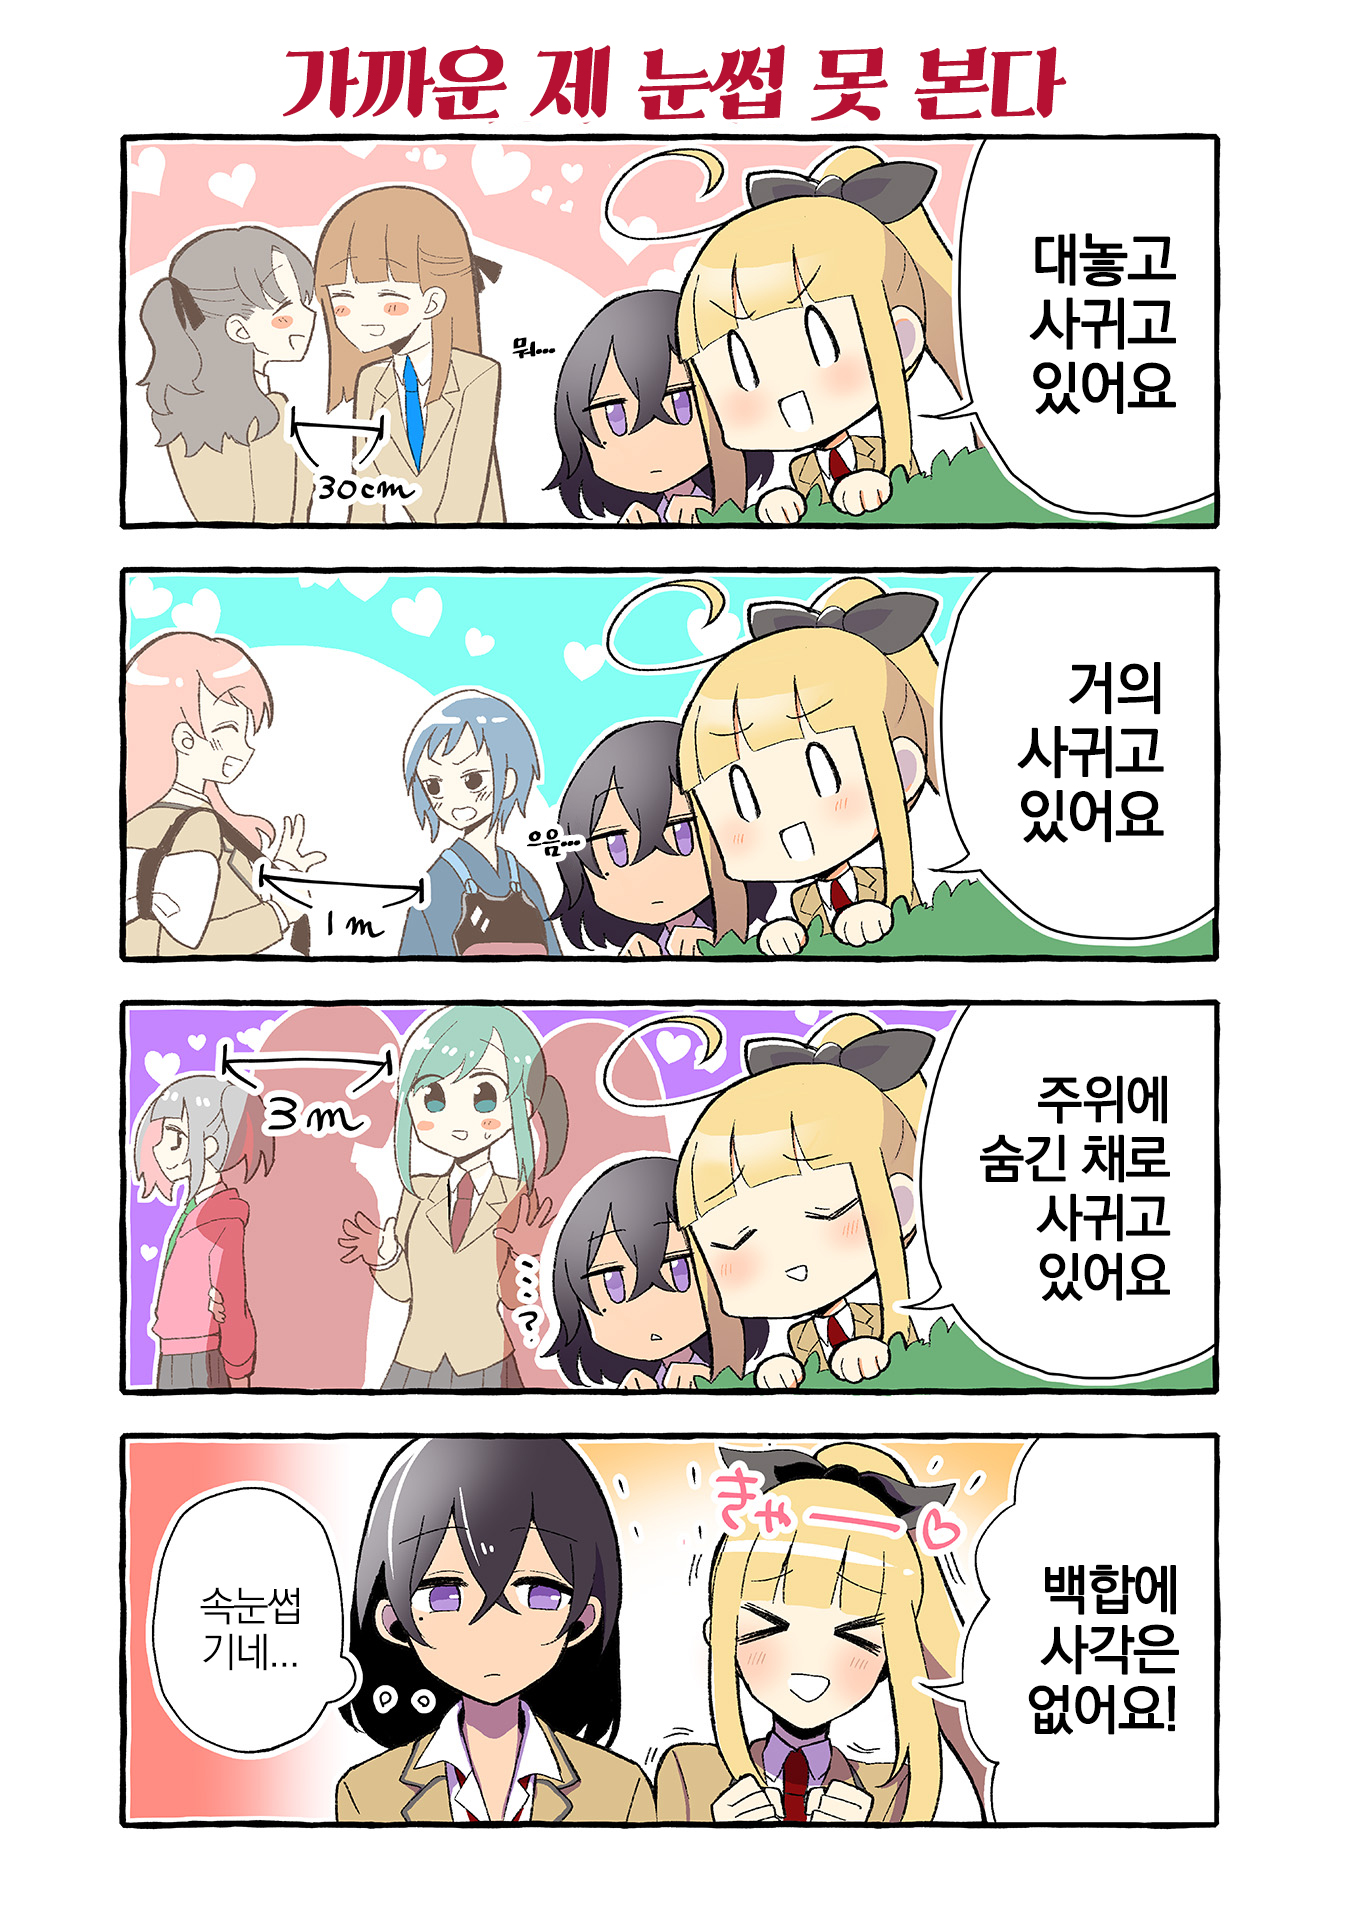 가까운 제 눈썹 못 본다
대놓고
사귀고
있어요
뭐...
30cm
거의
사귀고
있어요
으음...
1m
주위에
숨긴 채로
사귀고
있어요
3m
....?
백합에
사각은
없어요!
きゃー♡
속눈썹
기네...